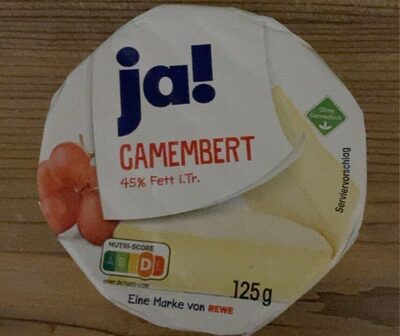 ja!
CAMEMBERT
45% Fett i.Tr.
Ohne
Gentechnik
Serviervorschlag
NUTRI-SCORE
A B C D E
125g
Eine Marke von REWE